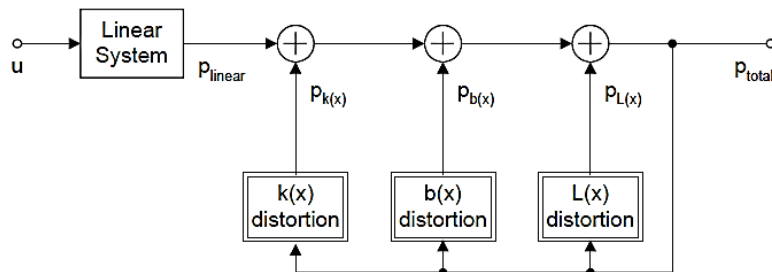 Linear
System
u
p_linear
p_k(x)
p_b(x)
p_L(x)
p_total
k(x)
distortion
b(x)
distortion
L(x)
distortion